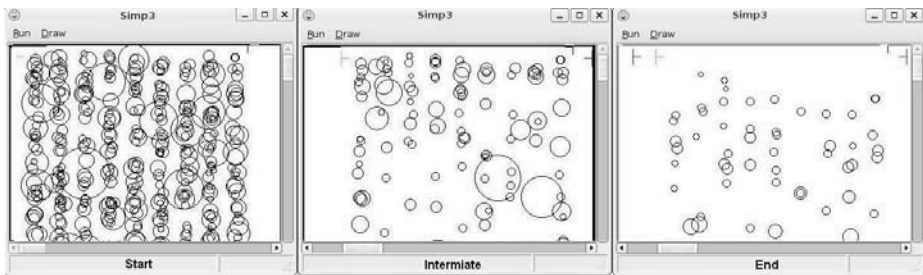 Simp3
Run Draw
Start
Simp3
Run Draw
Intermiate
Simp3
Run Draw
End